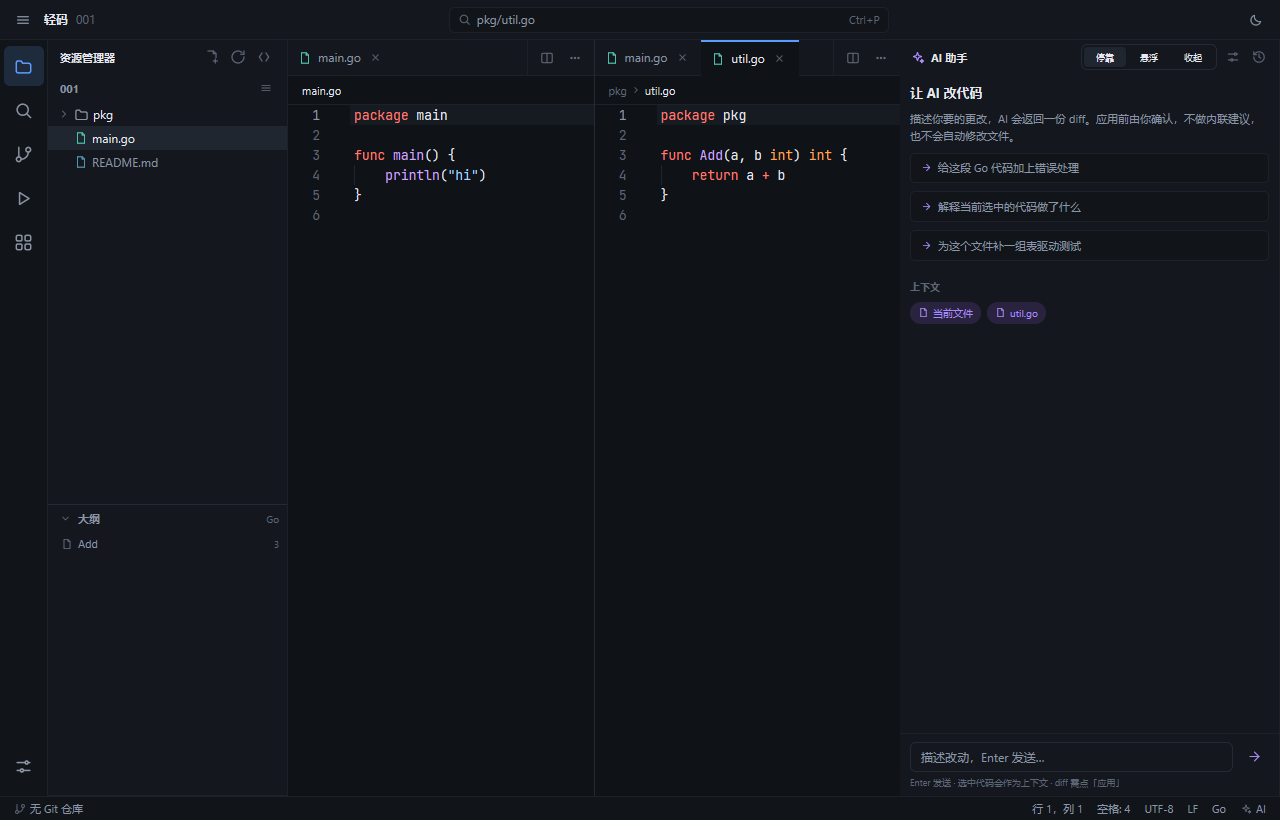 轻码 001
pkg/util.go Ctrl+P
资源管理器
001
pkg
main.go
README.md
大纲 Go
Add 3
main.go
main.go
1 package main
2
3 func main() {
4 println("hi")
5 }
6
main.go util.go
pkg > util.go
1 package pkg
2
3 func Add(a, b int) int {
4 return a + b
5 }
6
AI 助手 停靠 悬浮 收起
让 AI 改代码
描述你要的更改，AI 会返回一份 diff。应用前由你确认，不做内联建议，
也不会自动修改文件。
给这段 Go 代码加上错误处理
解释当前选中的代码做了什么
为这个文件补一组表驱动测试
上下文
当前文件 util.go
描述改动，Enter 发送...
Enter 发送 · 选中代码会作为上下文 · diff 需点「应用」
无 Git 仓库 行 1，列 1 空格: 4 UTF-8 LF Go AI